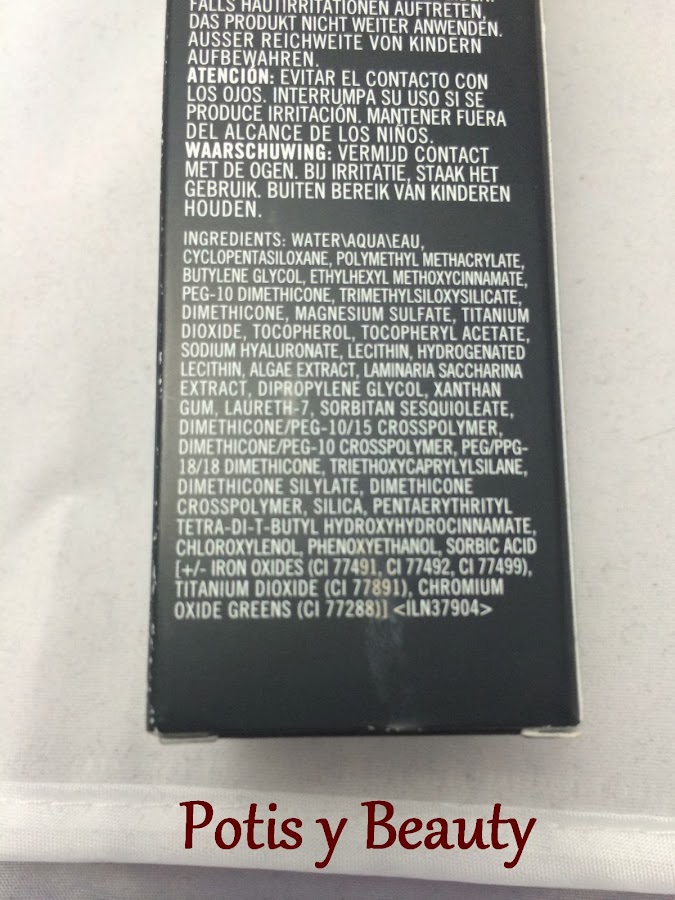 FALLS HAUTIRRITATIONEN AUFTRETEN,
DAS PRODUKT NICHT WEITER ANWENDEN.
AUSSER REICHWEITE VON KINDERN
AUFBEWAHREN.
ATENCIÓN: EVITAR EL CONTACTO CON
LOS OJOS. INTERRUMPA SU USO SI SE
PRODUCE IRRITACIÓN. MANTENER FUERA
DEL ALCANCE DE LOS NIÑOS.
WAARSCHUWING: VERMIJD CONTACT
MET DE OGEN. BIJ IRRITATIE, STAAK HET
GEBRUIK. BUITEN BEREIK VAN KINDEREN
HOUDEN.
INGREDIENTS: WATER\AQUA\EAU,
CYCLOPENTASILOXANE, POLYMETHYL METHACRYLATE,
BUTYLENE GLYCOL, ETHYLHEXYL METHOXYCINNAMATE,
PEG-10 DIMETHICONE, TRIMETHYLSILOXYSILICATE,
DIMETHICONE, MAGNESIUM SULFATE, TITANIUM
DIOXIDE, TOCOPHEROL, TOCOPHERYL ACETATE,
SODIUM HYALURONATE, LECITHIN, HYDROGENATED
LECITHIN, ALGAE EXTRACT, LAMINARIA SACCHARINA
EXTRACT, DIPROPYLENE GLYCOL, XANTHAN
GUM, LAURETH-7, SORBITAN SESQUIOLEATE,
DIMETHICONE/PEG-10/15 CROSSPOLYMER,
DIMETHICONE/PEG-10 CROSSPOLYMER, PEG/PPG-
18/18 DIMETHICONE, TRIETHOXYCAPRYLYLSILANE,
DIMETHICONE SILYLATE, DIMETHICONE
CROSSPOLYMER, SILICA, PENTAERYTHRITYL
TETRA-DI-T-BUTYL HYDROXYHYDROCINNAMATE,
CHLOROXYLENOL, PHENOXYETHANOL, SORBIC ACID
[+/- IRON OXIDES (CI 77491, CI 77492, CI 77499),
TITANIUM DIOXIDE (CI 77891), CHROMIUM
OXIDE GREENS (CI 77288)] <ILN37904>
Potis y Beauty